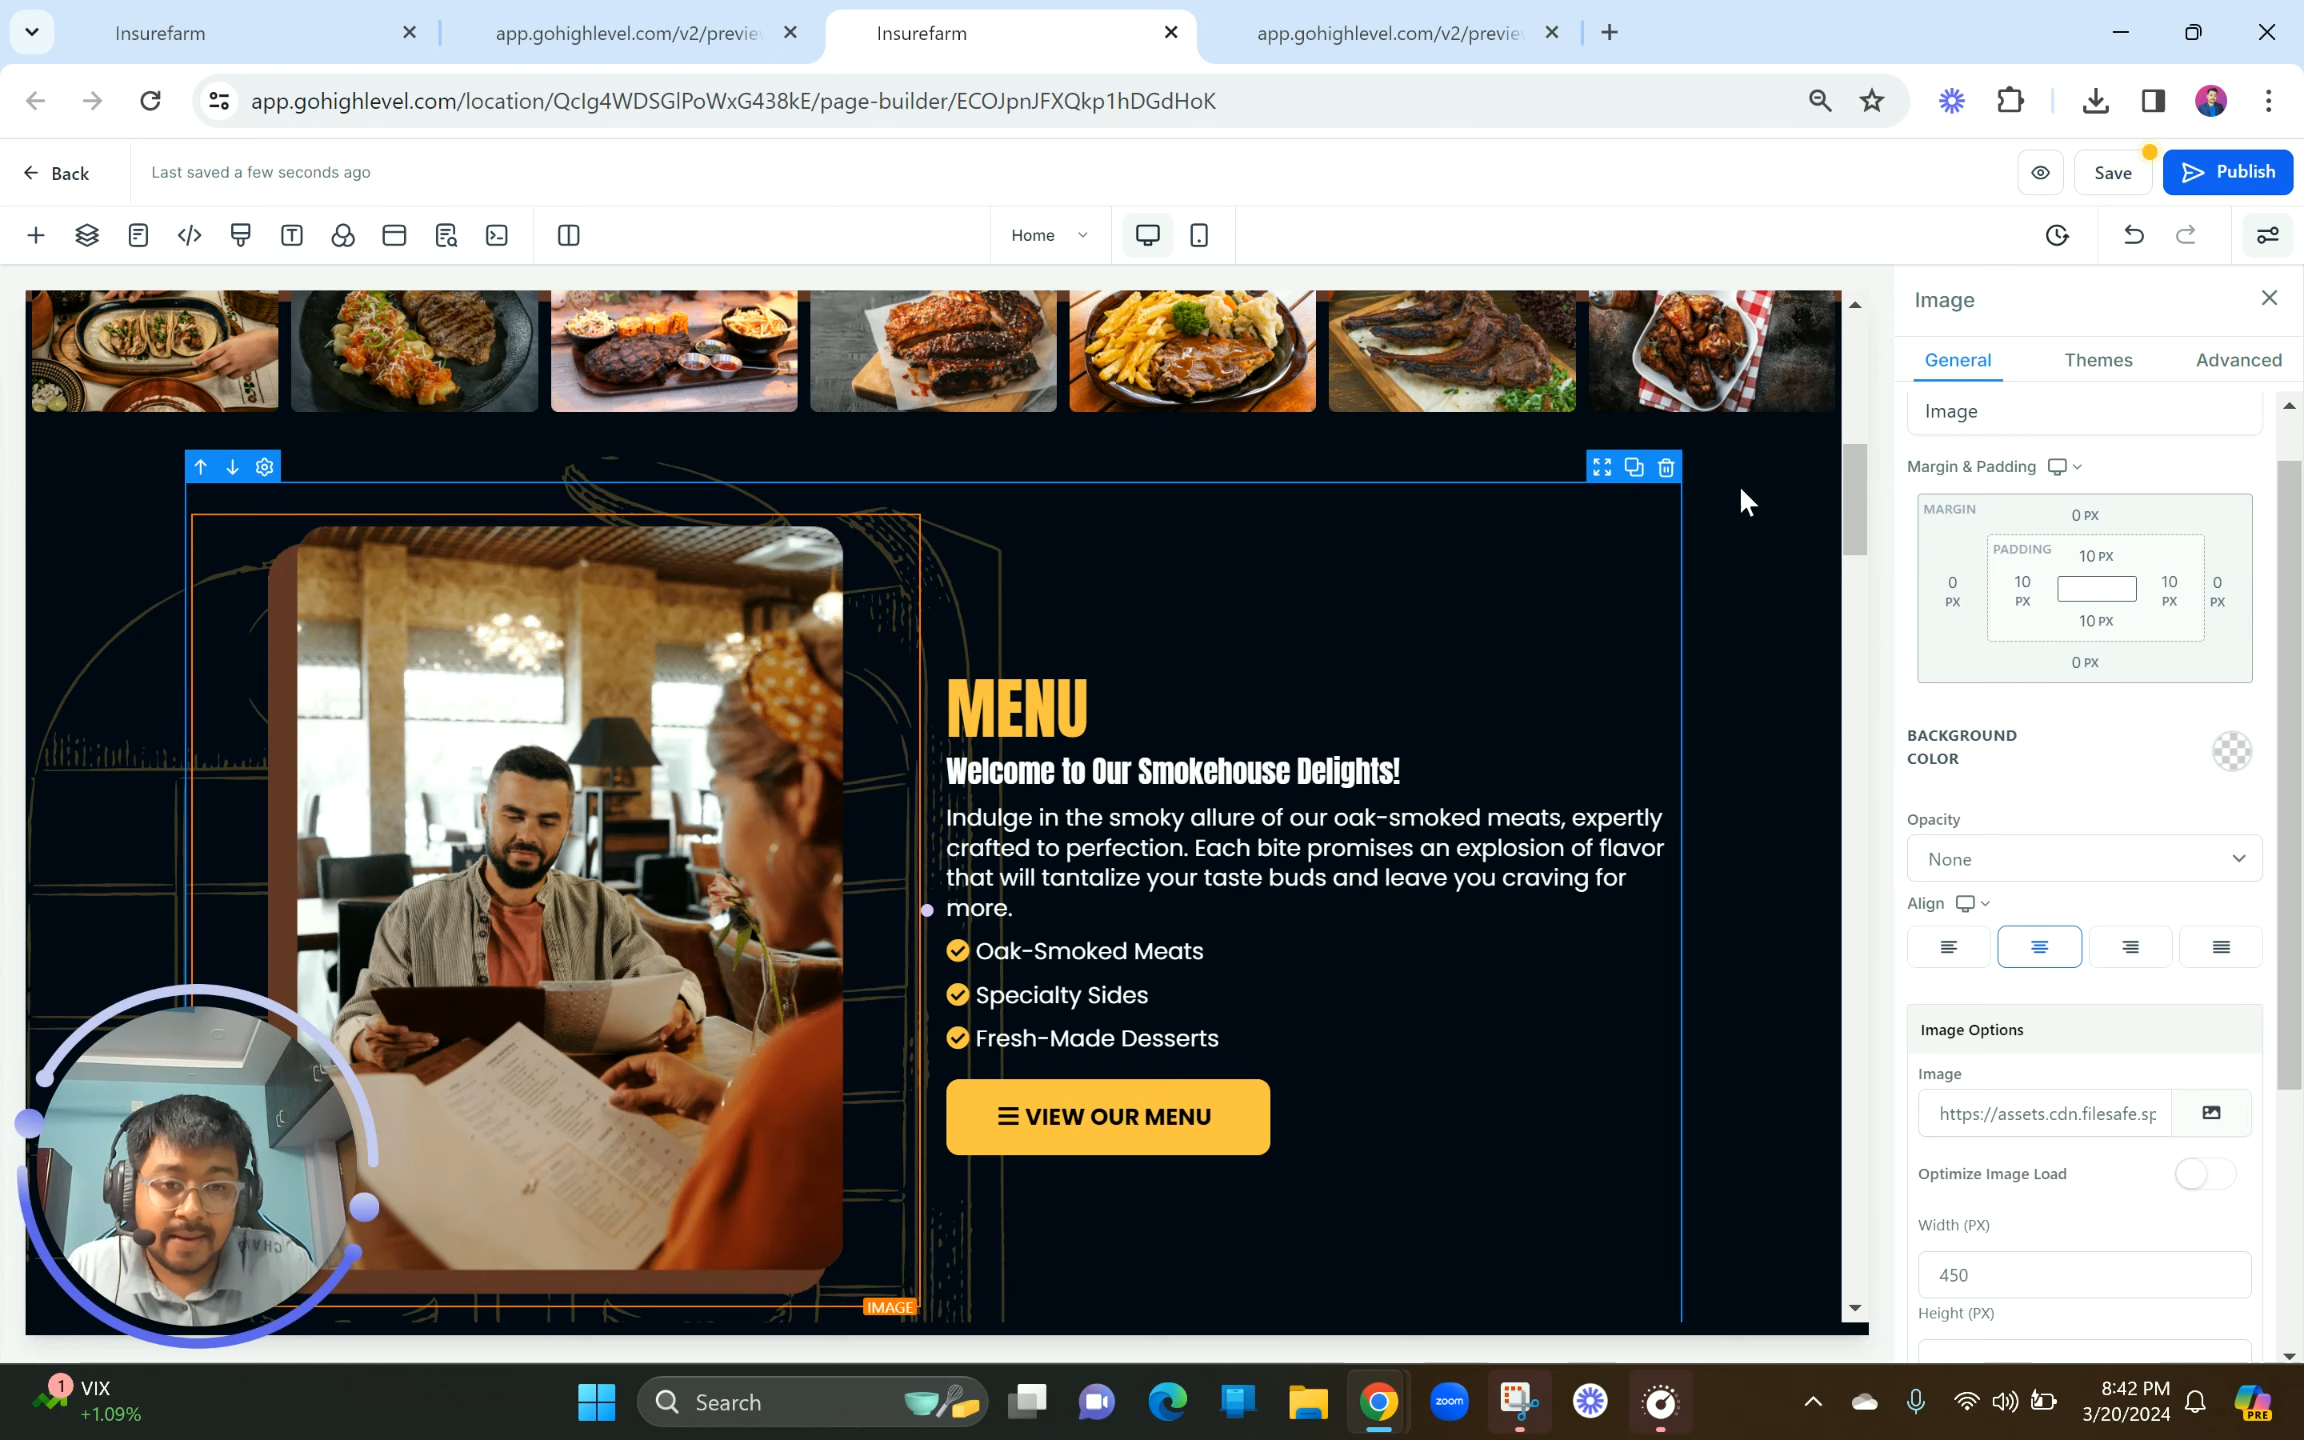 Insurefarm
app.gohighlevel.com/v2/previe
Insurefarm
app.gohighlevel.com/v2/previe
app.gohighlevel.com/location/QcIg4WDSGlPoWxG438kE/page-builder/ECOJpnJFXQkp1hDGdHoK
Back
Last saved a few seconds ago
Save
Publish
Home
Image
General
Themes
Advanced
Image
Margin & Padding
MARGIN
0 PX
PADDING
10 PX
0
PX
10
PX
10
PX
0
PX
10 PX
0 PX
BACKGROUND
COLOR
Opacity
None
Align
Image Options
Image
https://assets.cdn.filesafe.sp
Optimize Image Load
Width (PX)
450
Height (PX)
MENU
Welcome to Our Smokehouse Delights!
Indulge in the smoky allure of our oak-smoked meats, expertly
crafted to perfection. Each bite promises an explosion of flavor
that will tantalize your taste buds and leave you craving for
more.
Oak-Smoked Meats
Specialty Sides
Fresh-Made Desserts
VIEW OUR MENU
IMAGE
1
VIX
+1.09%
Search
zoom
8:42 PM
3/20/2024
PRE